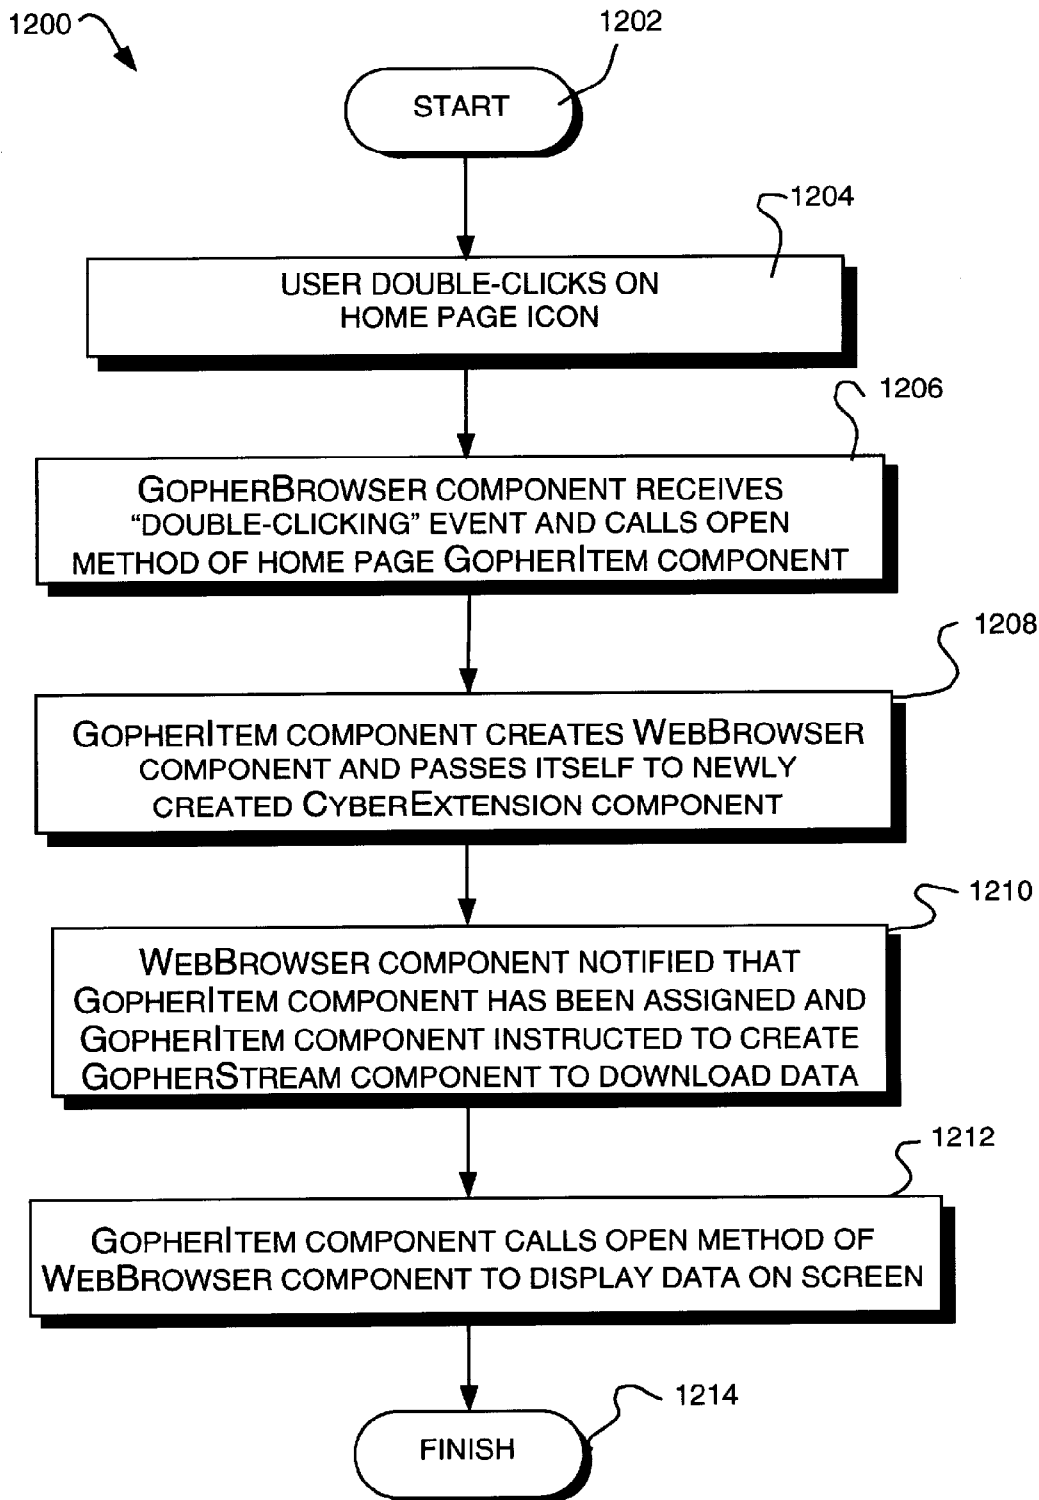 1200
1202
START
1204
USER DOUBLE-CLICKS ON
HOME PAGE ICON
1206
GOPHERBROWSER COMPONENT RECEIVES
“DOUBLE-CLICKING” EVENT AND CALLS OPEN
METHOD OF HOME PAGE GOPHERITEM COMPONENT
1208
GOPHERITEM COMPONENT CREATES WEBBROWSER
COMPONENT AND PASSES ITSELF TO NEWLY
CREATED CYBEREXTENSION COMPONENT
1210
WEBBROWSER COMPONENT NOTIFIED THAT
GOPHERITEM COMPONENT HAS BEEN ASSIGNED AND
GOPHERITEM COMPONENT INSTRUCTED TO CREATE
GOPHERSTREAM COMPONENT TO DOWNLOAD DATA
1212
GOPHERITEM COMPONENT CALLS OPEN METHOD OF
WEBBROWSER COMPONENT TO DISPLAY DATA ON SCREEN
1214
FINISH